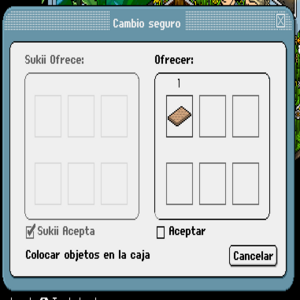 Cambio seguro
Sukii Ofrece:
Ofrecer:
1
Sukii Acepta
Aceptar
Colocar objetos en la caja
Cancelar